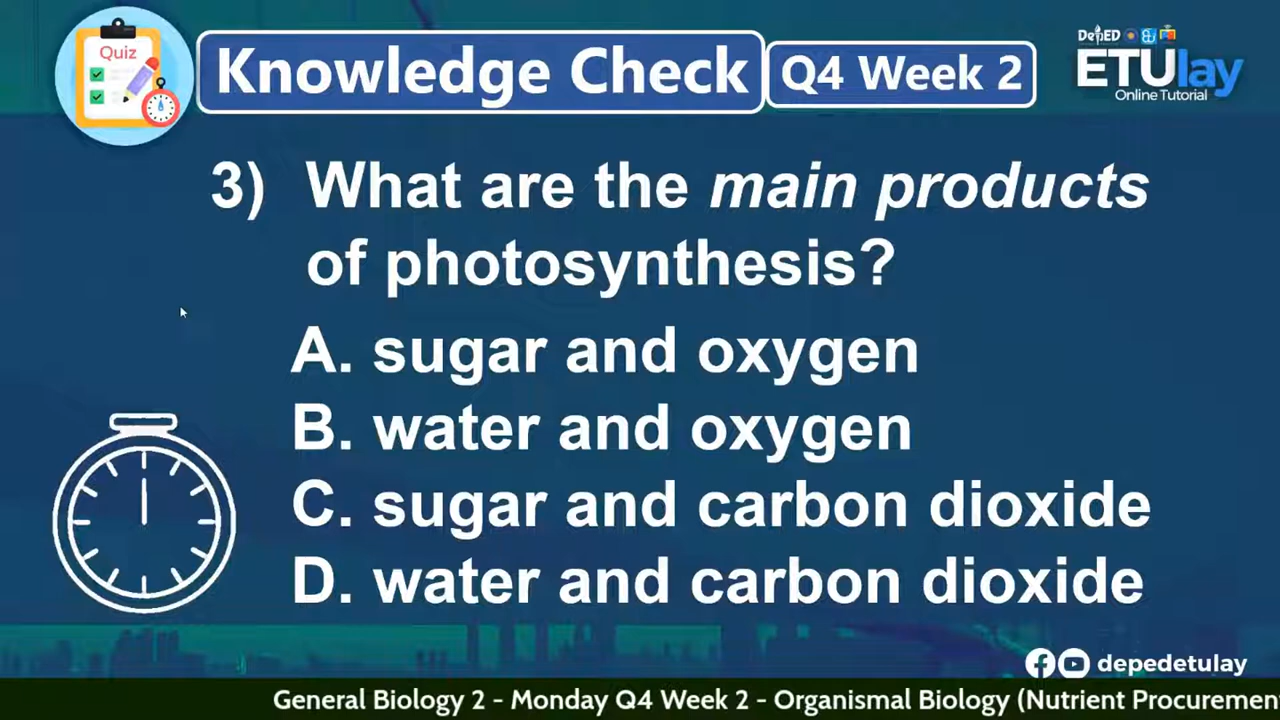 Quiz
Knowledge Check
Q4 Week 2
DepED
ETUlay
Online Tutorial
3) What are the main products
of photosynthesis?
A. sugar and oxygen
B. water and oxygen
C. sugar and carbon dioxide
D. water and carbon dioxide
depedetulay
General Biology 2 - Monday Q4 Week 2 - Organismal Biology (Nutrient Procuremen